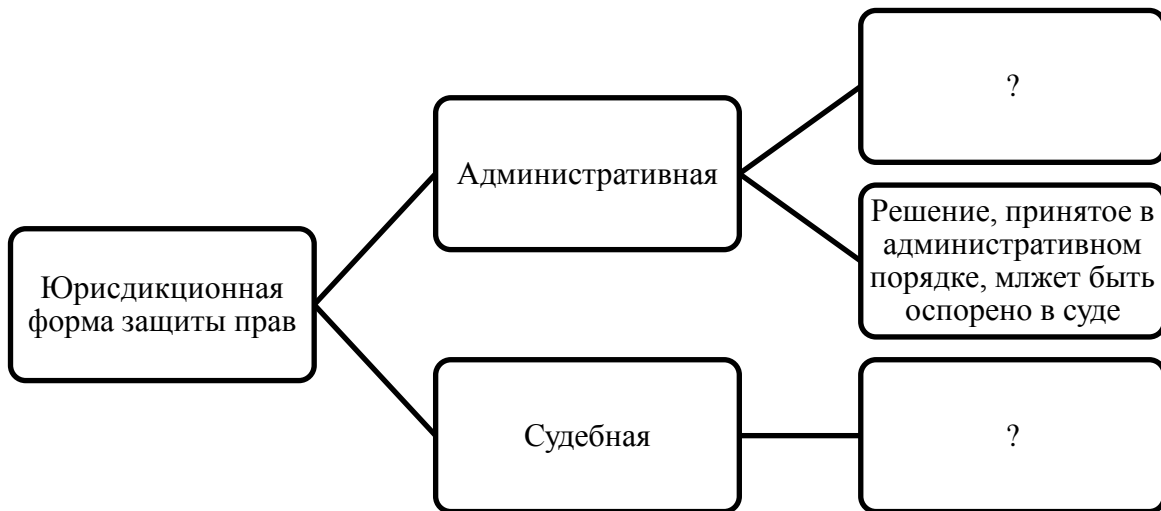 ?
Административная
Решение, принятое в
административном
порядке, млжет быть
оспорено в суде
Юрисдикционная
форма защиты прав
Судебная
?